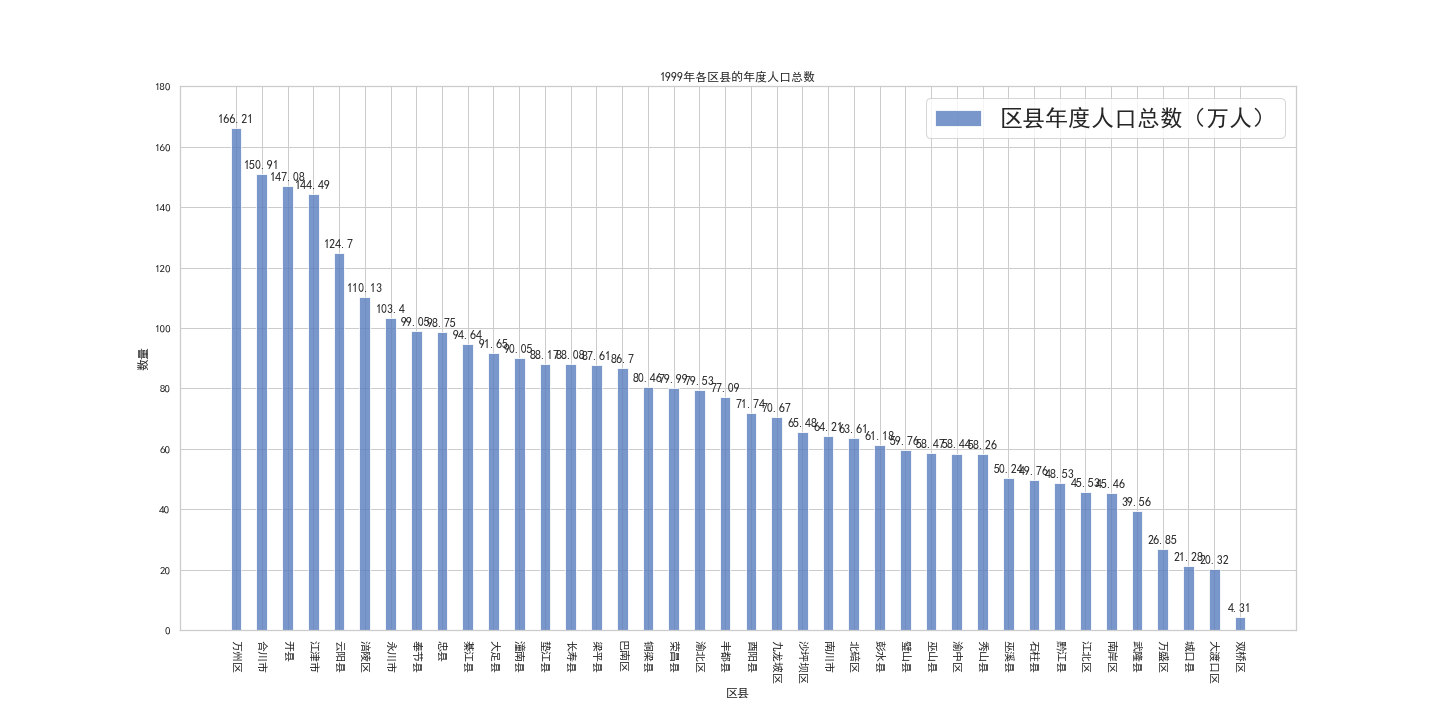 1999年各区县的年度人口总数
区县年度人口总数（万人）
数量
180
160
140
120
100
80
60
40
20
0
166.21
150.91
147.08
144.49
124.7
110.13
103.4
99.05
98.75
94.64
91.65
90.05
88.17
88.08
87.61
86.7
80.46
79.99
79.53
77.09
71.74
70.67
65.48
64.21
63.61
61.18
59.76
58.47
58.44
58.26
50.24
49.76
48.53
45.53
45.46
39.56
26.85
21.28
20.32
4.31
万州区
合川市
开县
江津市
云阳县
涪陵区
永川市
奉节县
忠县
綦江县
大足县
潼南县
垫江县
长寿县
梁平县
巴南区
铜梁县
荣昌县
渝北区
丰都县
酉阳县
九龙坡区
沙坪坝区
南川市
北碚区
彭水县
璧山县
巫山县
渝中区
秀山县
巫溪县
石柱县
黔江县
江北区
南岸区
武隆县
万盛区
城口县
大渡口区
双桥区
区县